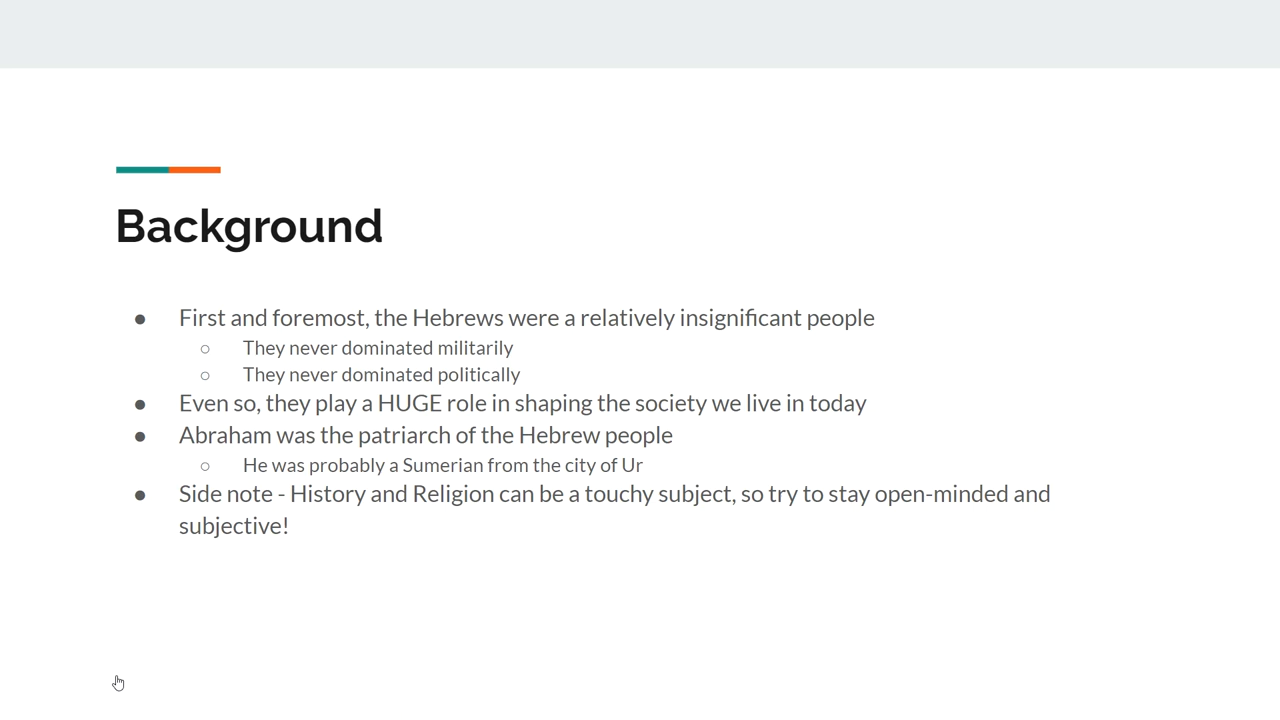 Background
● First and foremost, the Hebrews were a relatively insignificant people
○ They never dominated militarily
○ They never dominated politically
● Even so, they play a HUGE role in shaping the society we live in today
● Abraham was the patriarch of the Hebrew people
○ He was probably a Sumerian from the city of Ur
● Side note - History and Religion can be a touchy subject, so try to stay open-minded and
subjective!